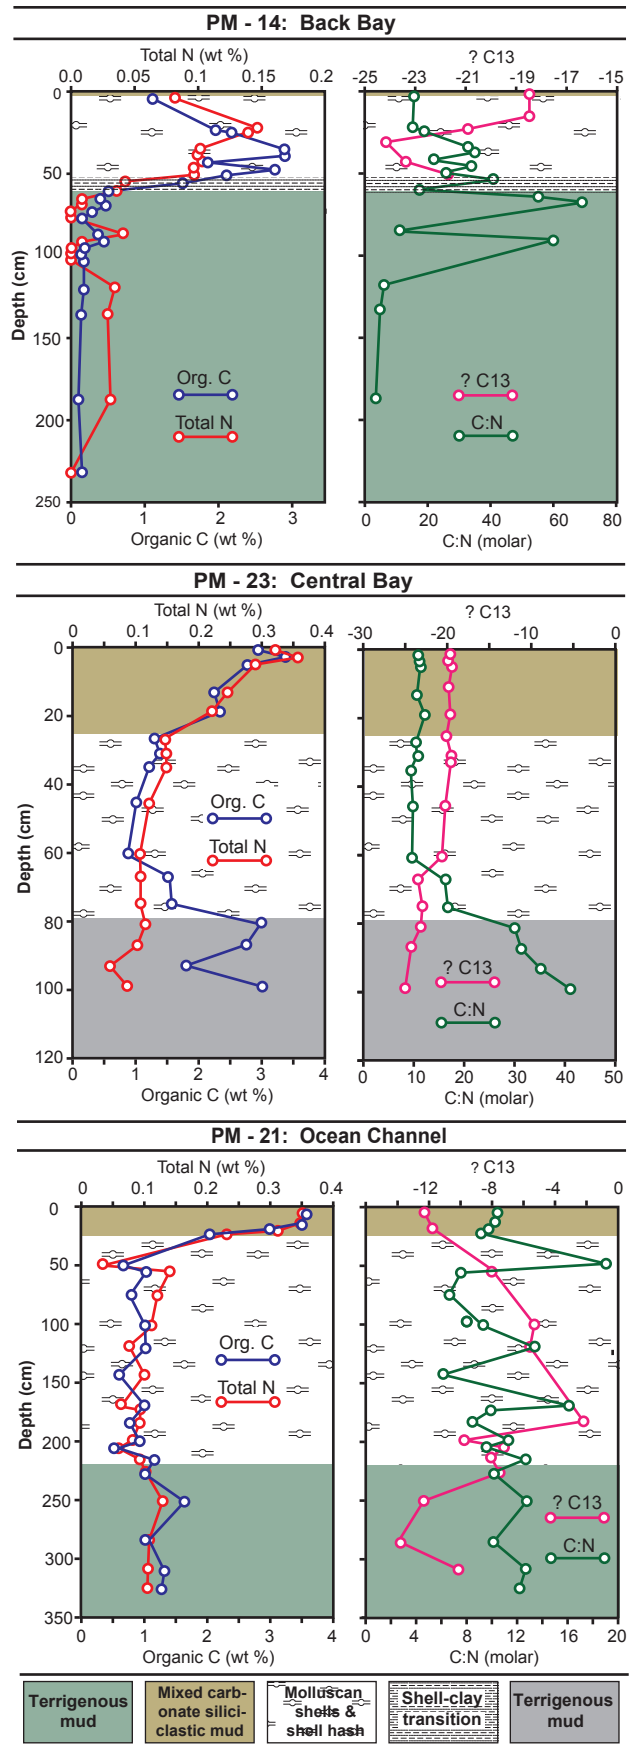 PM - 14: Back Bay
Total N (wt %)
? C13
0.0 0.05 0.1 0.15 0.2
-25 -23 -21 -19 -17 -15
0
50
100
150
200
250
Depth (cm)
Org. C
Total N
? C13
C:N
0 1 2 3
0 20 40 60 80
Organic C (wt %)
C:N (molar)
PM - 23: Central Bay
Total N (wt %)
? C13
0 0.1 0.2 0.3 0.4
-30 -20 -10 0
0
20
40
60
80
100
120
Depth (cm)
Org. C
Total N
? C13
C:N
0 1 2 3 4
0 10 20 30 40 50
Organic C (wt %)
C:N (molar)
PM - 21: Ocean Channel
Total N (wt %)
? C13
0 0.1 0.2 0.3 0.4
-12 -8 -4 0
0
50
100
150
200
250
300
350
Depth (cm)
Org. C
Total N
? C13
C:N
0 1 2 3 4
0 4 8 12 16 20
Organic C (wt %)
C:N (molar)
Terrigenous
mud
Mixed carb-
onate silici-
clastic mud
Molluscan
shells &
shell hash
Shell-clay
transition
Terrigenous
mud